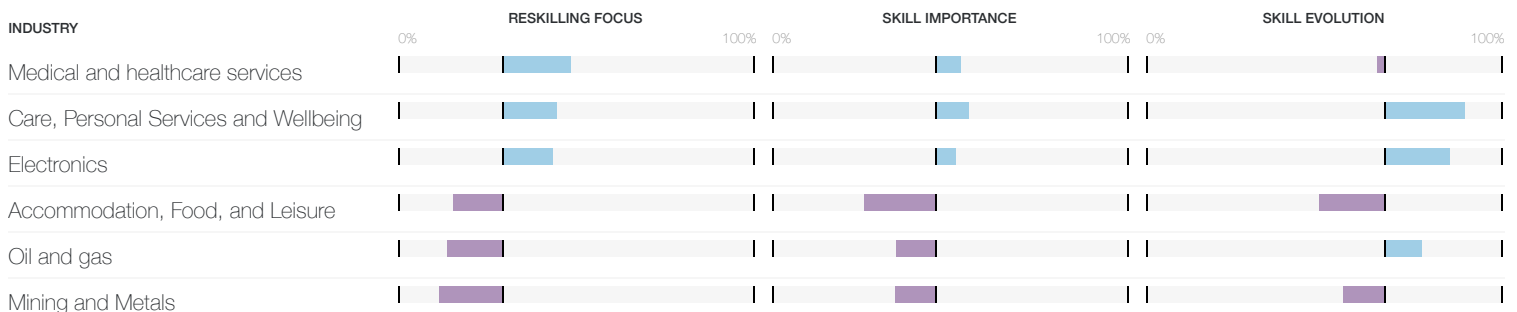 INDUSTRY RESKILLING FOCUS SKILL IMPORTANCE SKILL EVOLUTION
0% 100% 0% 100% 0% 100%
Medical and healthcare services
Care, Personal Services and Wellbeing
Electronics
Accommodation, Food, and Leisure
Oil and gas
Mining and Metals